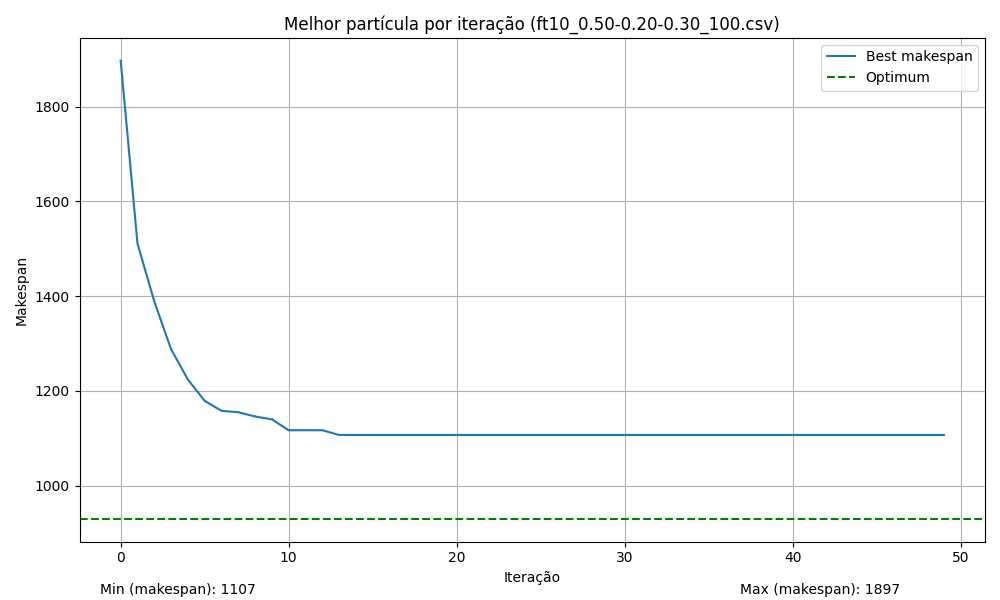 Melhor partícula por iteração (ft10_0.50-0.20-0.30_100.csv)
Best makespan
Optimum
Makespan
1800
1600
1400
1200
1000
0
10
20
30
40
50
Iteração
Min (makespan): 1107
Max (makespan): 1897